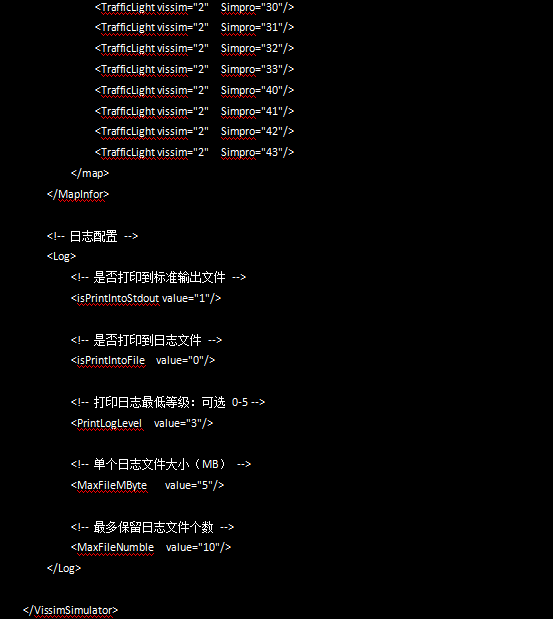 <TrafficLight vissim="2" Simpro="30"/>
<TrafficLight vissim="2" Simpro="31"/>
<TrafficLight vissim="2" Simpro="32"/>
<TrafficLight vissim="2" Simpro="33"/>
<TrafficLight vissim="2" Simpro="40"/>
<TrafficLight vissim="2" Simpro="41"/>
<TrafficLight vissim="2" Simpro="42"/>
<TrafficLight vissim="2" Simpro="43"/>
</map>
</MapInfor>
<!-- 日志配置 -->
<Log>
<!-- 是否打印到标准输出文件 -->
<isPrintIntoStdout value="1"/>
<!-- 是否打印到日志文件 -->
<isPrintIntoFile value="0"/>
<!-- 打印日志最低等级：可选 0-5 -->
<PrintLogLevel value="3"/>
<!-- 单个日志文件大小（MB） -->
<MaxFileMByte value="5"/>
<!-- 最多保留日志文件个数 -->
<MaxFileNumble value="10"/>
</Log>
</VissimSimulator>